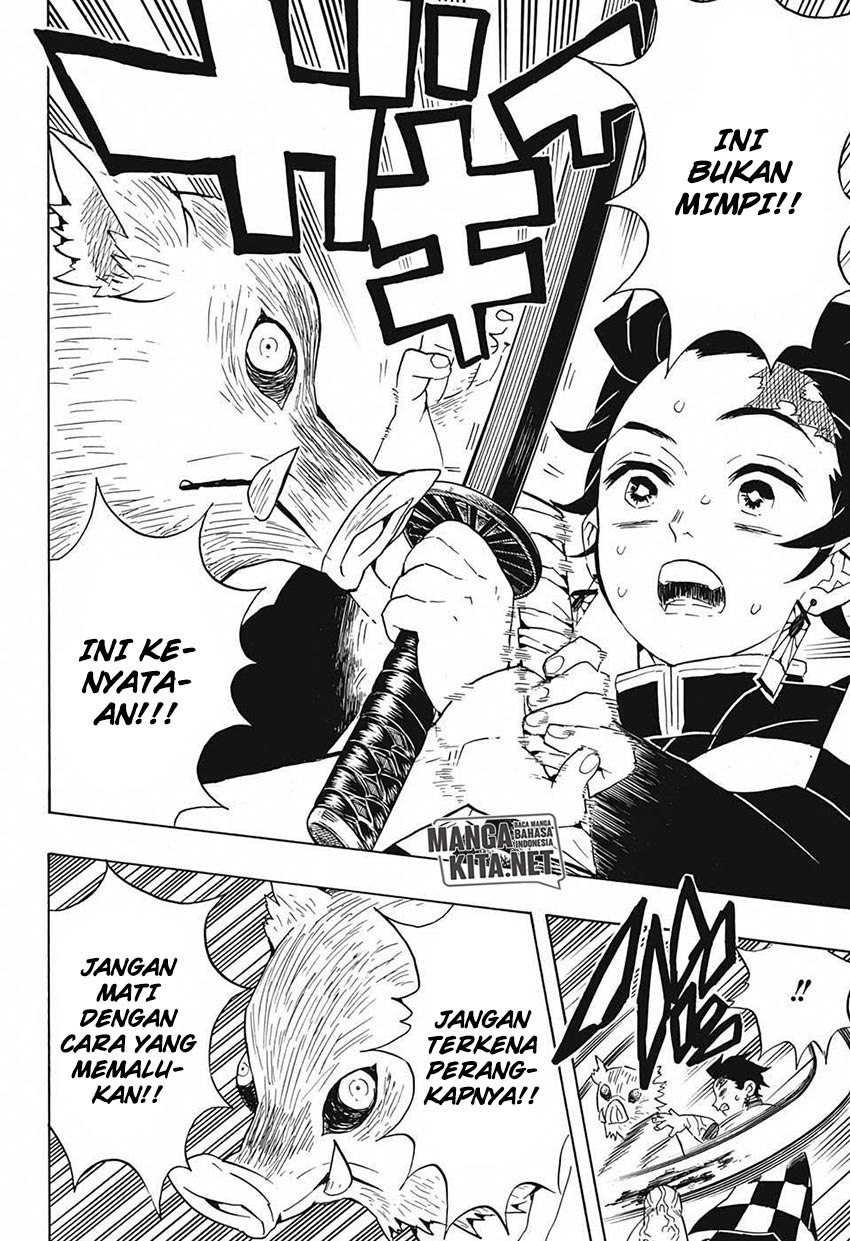 INI
BUKAN
MIMPI!!
INI KE-
NYATA-
AN!!!
MANGA
KITA.NET
BACA MANGA
BAHASA
INDONESIA
!!
JANGAN
TERKENA
PERANG-
KAPNYA!!
JANGAN
MATI
DENGAN
CARA YANG
MEMALU-
KAN!!